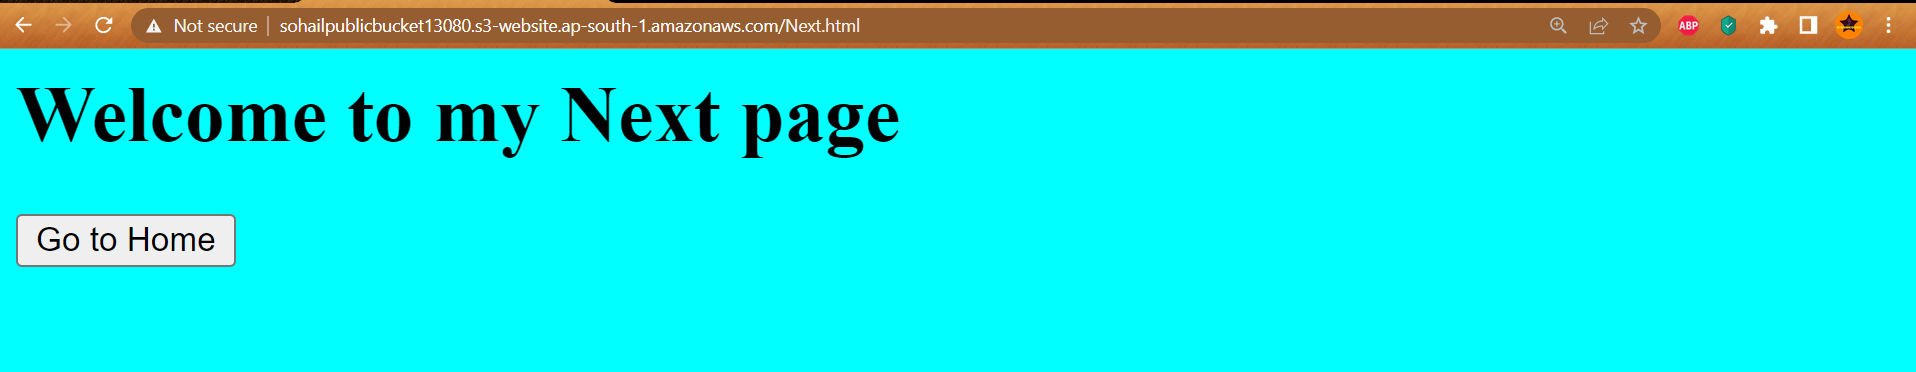 Not secure sohailpublicbucket13080.s3-website.ap-south-1.amazonaws.com/Next.html
ABP
Welcome to my Next page
Go to Home